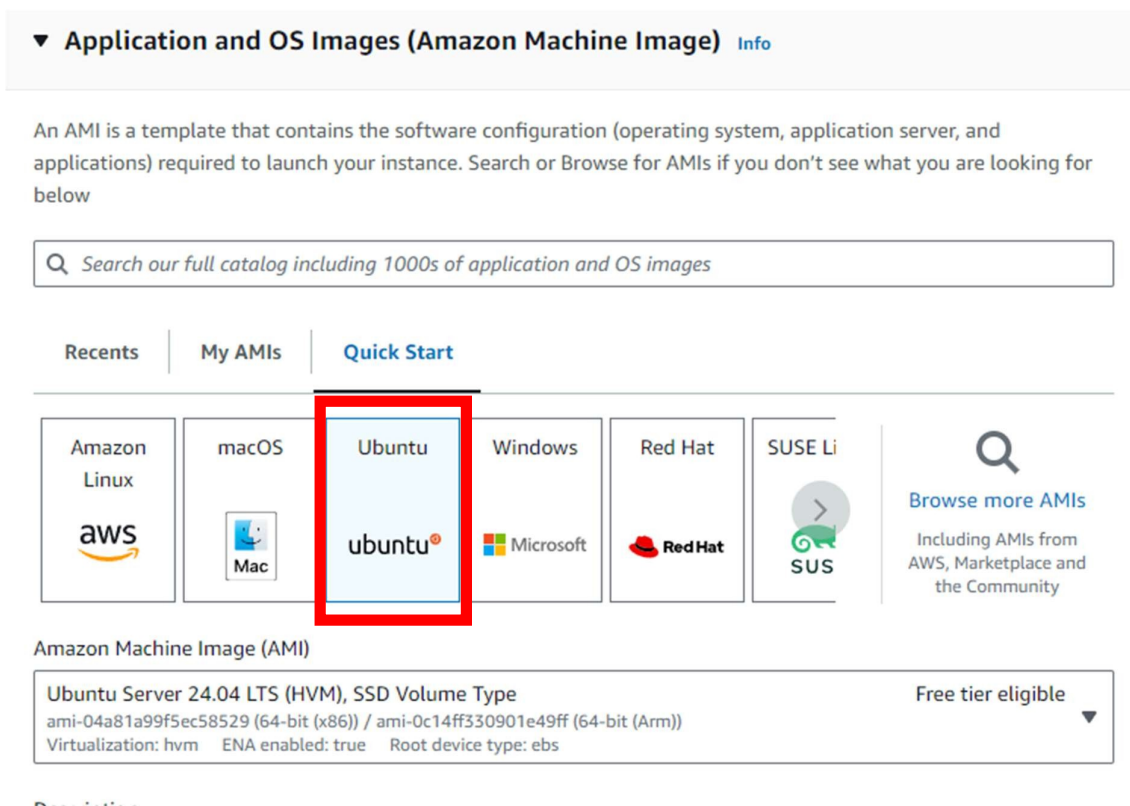 Application and OS Images (Amazon Machine Image) Info
An AMI is a template that contains the software configuration (operating system, application server, and
applications) required to launch your instance. Search or Browse for AMIs if you don’t see what you are looking for
below
Search our full catalog including 1000s of application and OS images
Recents
My AMIs
Quick Start
Amazon
Linux
aws
macOS
Mac
Ubuntu
ubuntu
Windows
Microsoft
Red Hat
Red Hat
SUSE Li
SUS
Browse more AMIs
Including AMIs from
AWS, Marketplace and
the Community
Amazon Machine Image (AMI)
Ubuntu Server 24.04 LTS (HVM), SSD Volume Type
Free tier eligible
ami-04a81a99f5ec58529 (64-bit (x86)) / ami-0c14ff330901e49ff (64-bit (Arm))
Virtualization: hvm ENA enabled: true Root device type: ebs